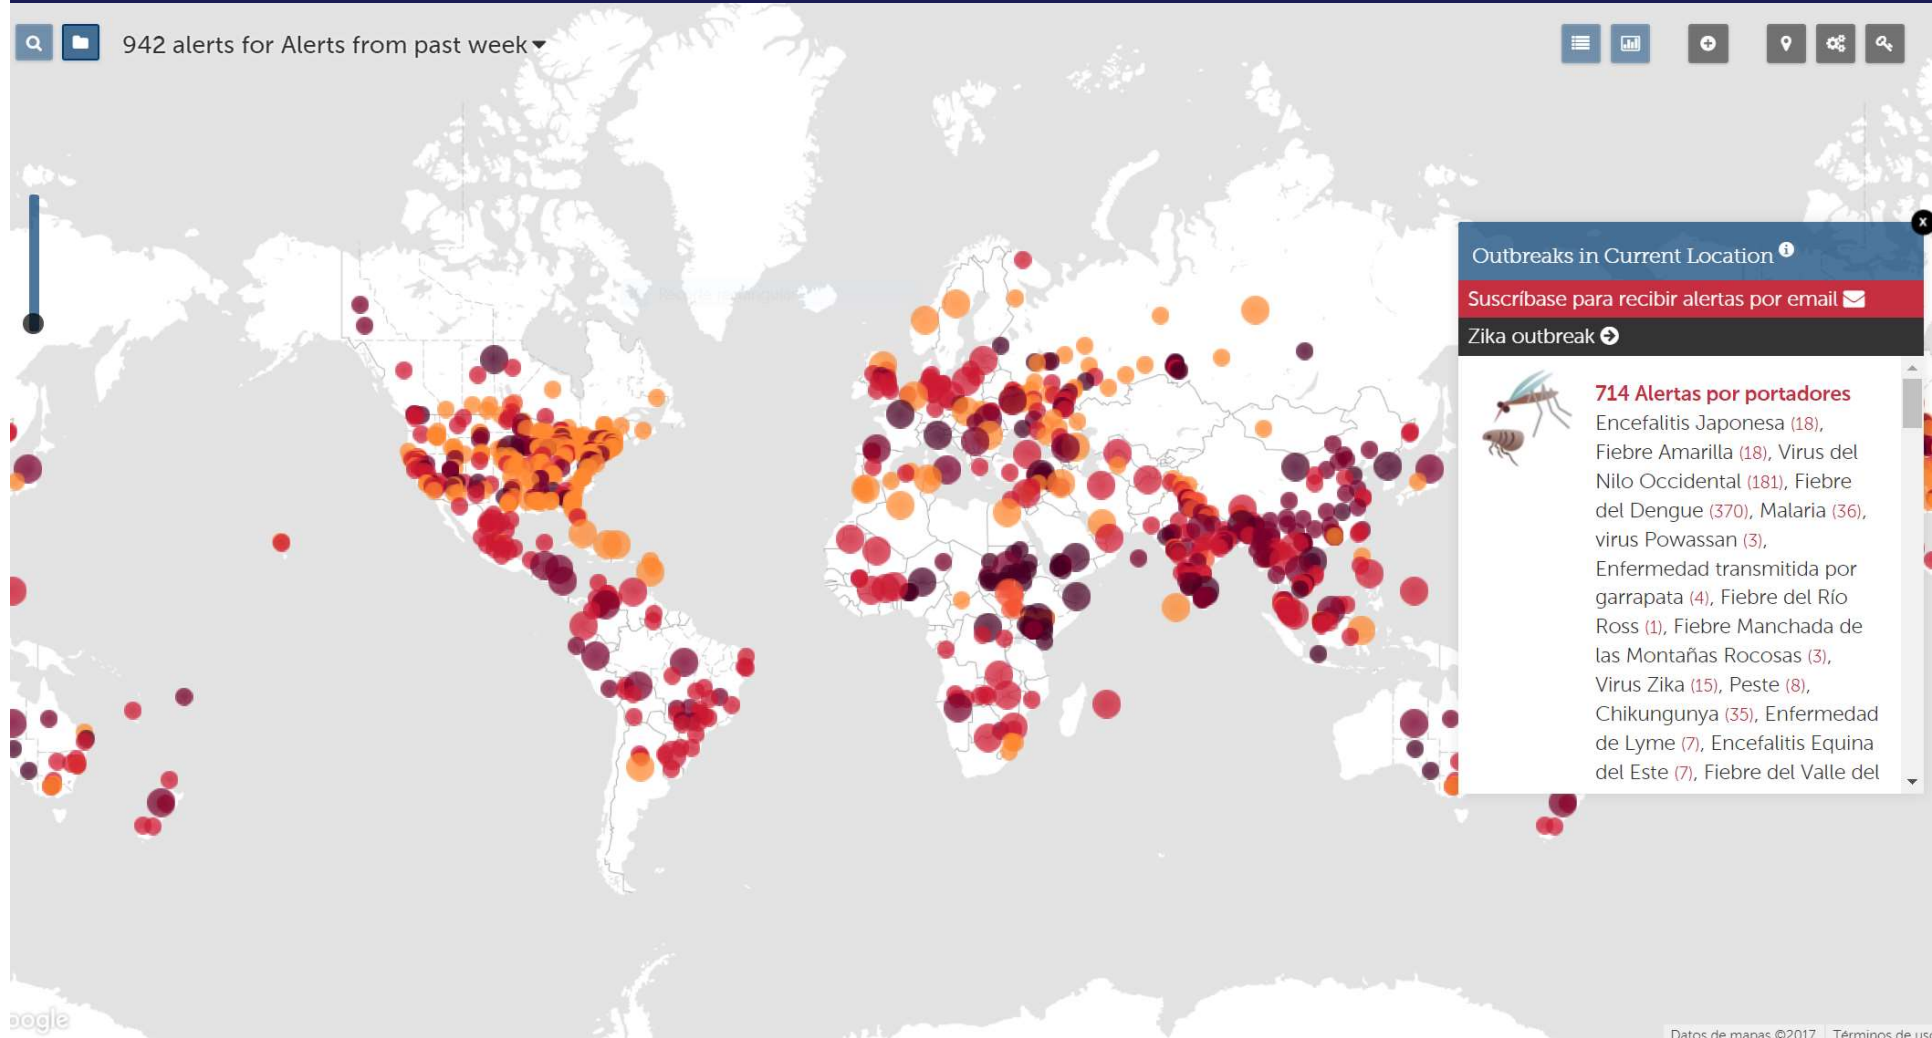 942 alerts for Alerts from past week
Outbreaks in Current Location
Suscríbase para recibir alertas por email
Zika outbreak
714 Alertas por portadores
Encefalitis Japonesa (18),
Fiebre Amarilla (18), Virus del
Nilo Occidental (181), Fiebre
del Dengue (370), Malaria (36),
virus Powassan (3),
Enfermedad transmitida por
garrapata (4), Fiebre del Río
Ross (1), Fiebre Manchada de
las Montañas Rocosas (3),
Virus Zika (15), Peste (8),
Chikungunya (35), Enfermedad
de Lyme (7), Encefalitis Equina
del Este (7), Fiebre del Valle del
oogle
Datos de mapas ©2017 Términos de uso